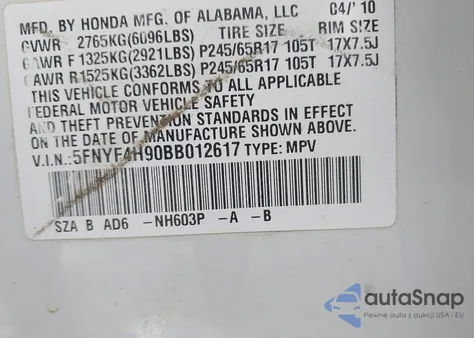 MFD. BY HONDA MFG. OF ALABAMA, LLC 04/'10
GVWR 2765KG(6096LBS) TIRE SIZE RIM SIZE
GAWR F 1325KG(2921LBS) P245/65R17 105T 17X7.5J
GAWR R1525KG(3362LBS) P245/65R17 105T 17X7.5J
THIS VEHICLE CONFORMS TO ALL APPLICABLE
FEDERAL MOTOR VEHICLE SAFETY
AND THEFT PREVENTION STANDARDS IN EFFECT
ON THE DATE OF MANUFACTURE SHOWN ABOVE.
V.I.N.:5FNYF4H90BB012617 TYPE: MPV
SZA B AD6 -NH603P -A -B
autoSnap
Pewne auta z aukcji USA i EU